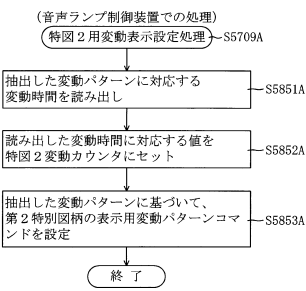 (音声ランプ制御装置での処理)
特図２用変動表示設定処理
S5709A
抽出した変動パターンに対応する
変動時間を読み出し
S5851A
読み出した変動時間に対応する値を
特図２変動カウンタにセット
S5852A
抽出した変動パターンに基づいて、
第２特別図柄の表示用変動パターンコマ
ンドを設定
S5853A
終了